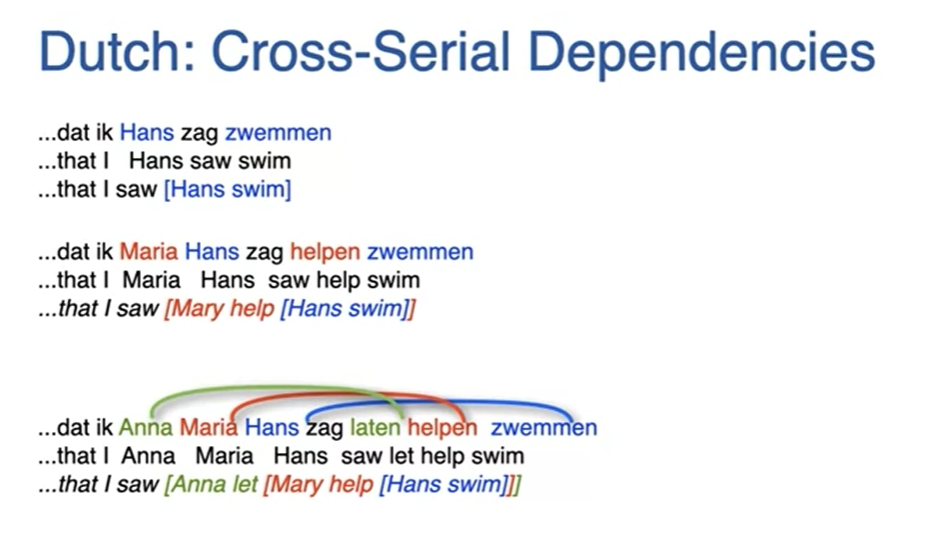 Dutch: Cross-Serial Dependencies
...dat ik Hans zag zwemmen
...that I Hans saw swim
...that I saw [Hans swim]
...dat ik Maria Hans zag helpen zwemmen
...that I Maria Hans saw help swim
...that I saw [Mary help [Hans swim]]
...dat ik Anna Maria Hans zag laten helpen zwemmen
...that I Anna Maria Hans saw let help swim
...that I saw [Anna let [Mary help [Hans swim]]]